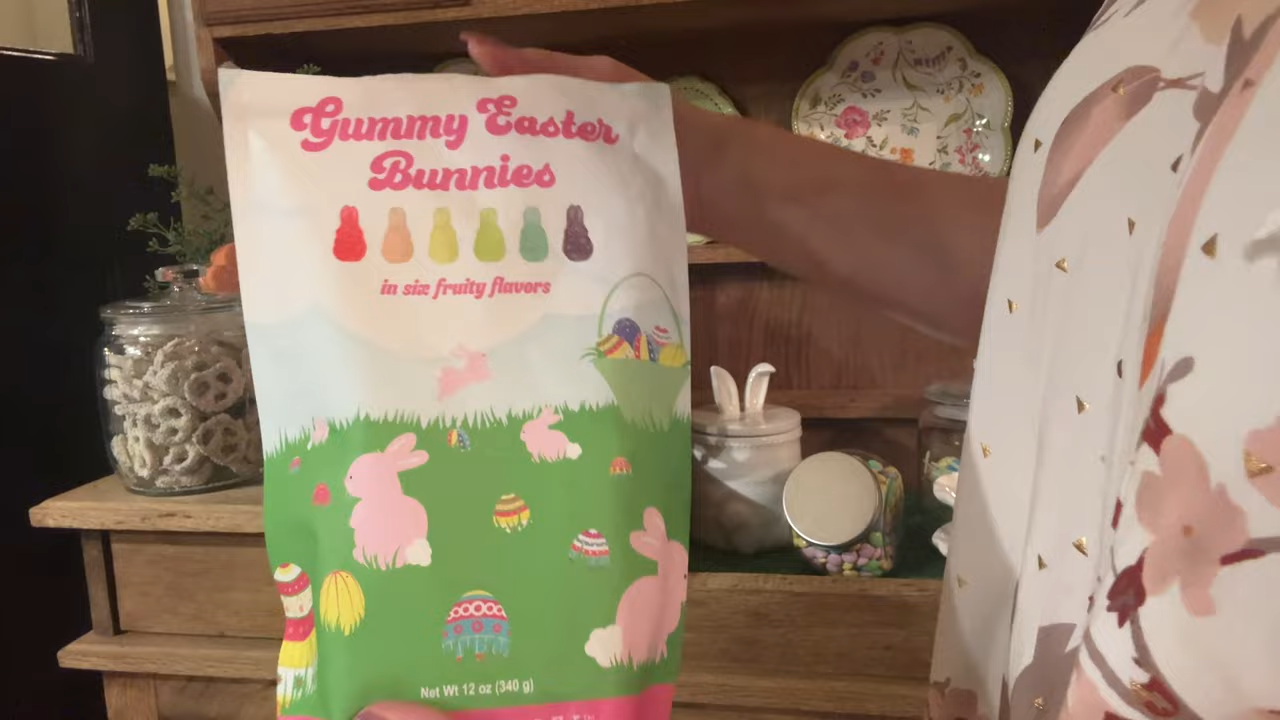 Gummy Easter
Bunnies
in six fruity flavors
Net Wt 12 oz (340 g)